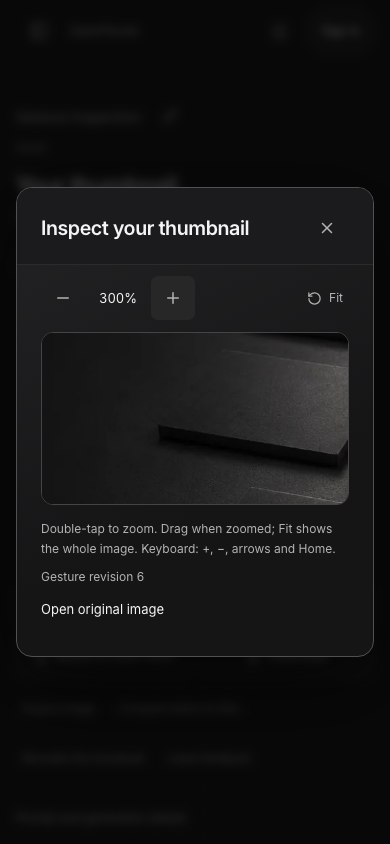 Inspect your thumbnail
300%
Fit
Double-tap to zoom. Drag when zoomed; Fit shows
the whole image. Keyboard: +, −, arrows and Home.
Gesture revision 6
Open original image